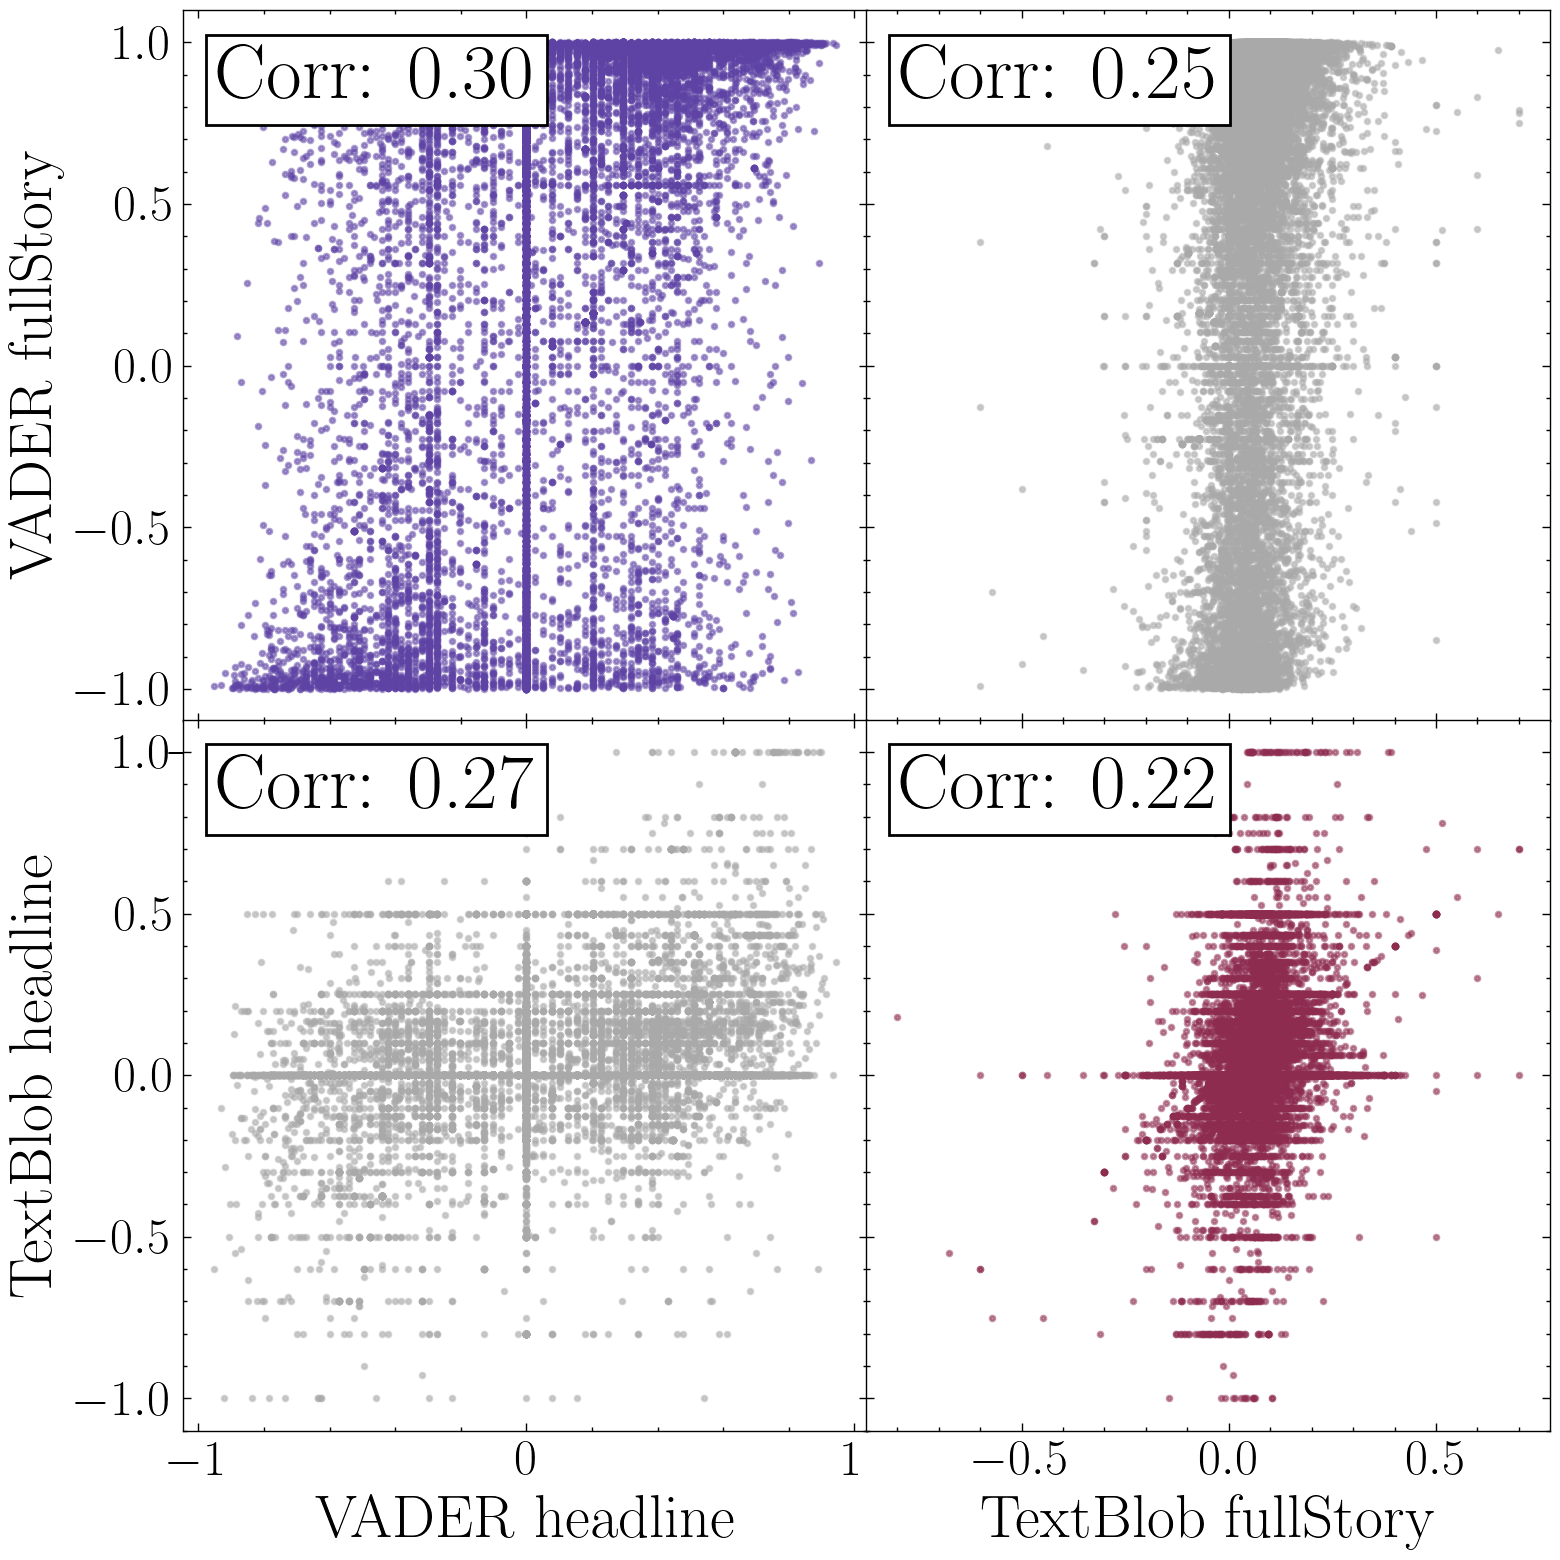 Corr: 0.30
Corr: 0.25
1.0
0.5
0.0
−0.5
−1.0
VADER fullStory
Corr: 0.27
Corr: 0.22
1.0
0.5
0.0
−0.5
−1.0
TextBlob headline
−1 0 1
−0.5 0.0 0.5
VADER headline
TextBlob fullStory